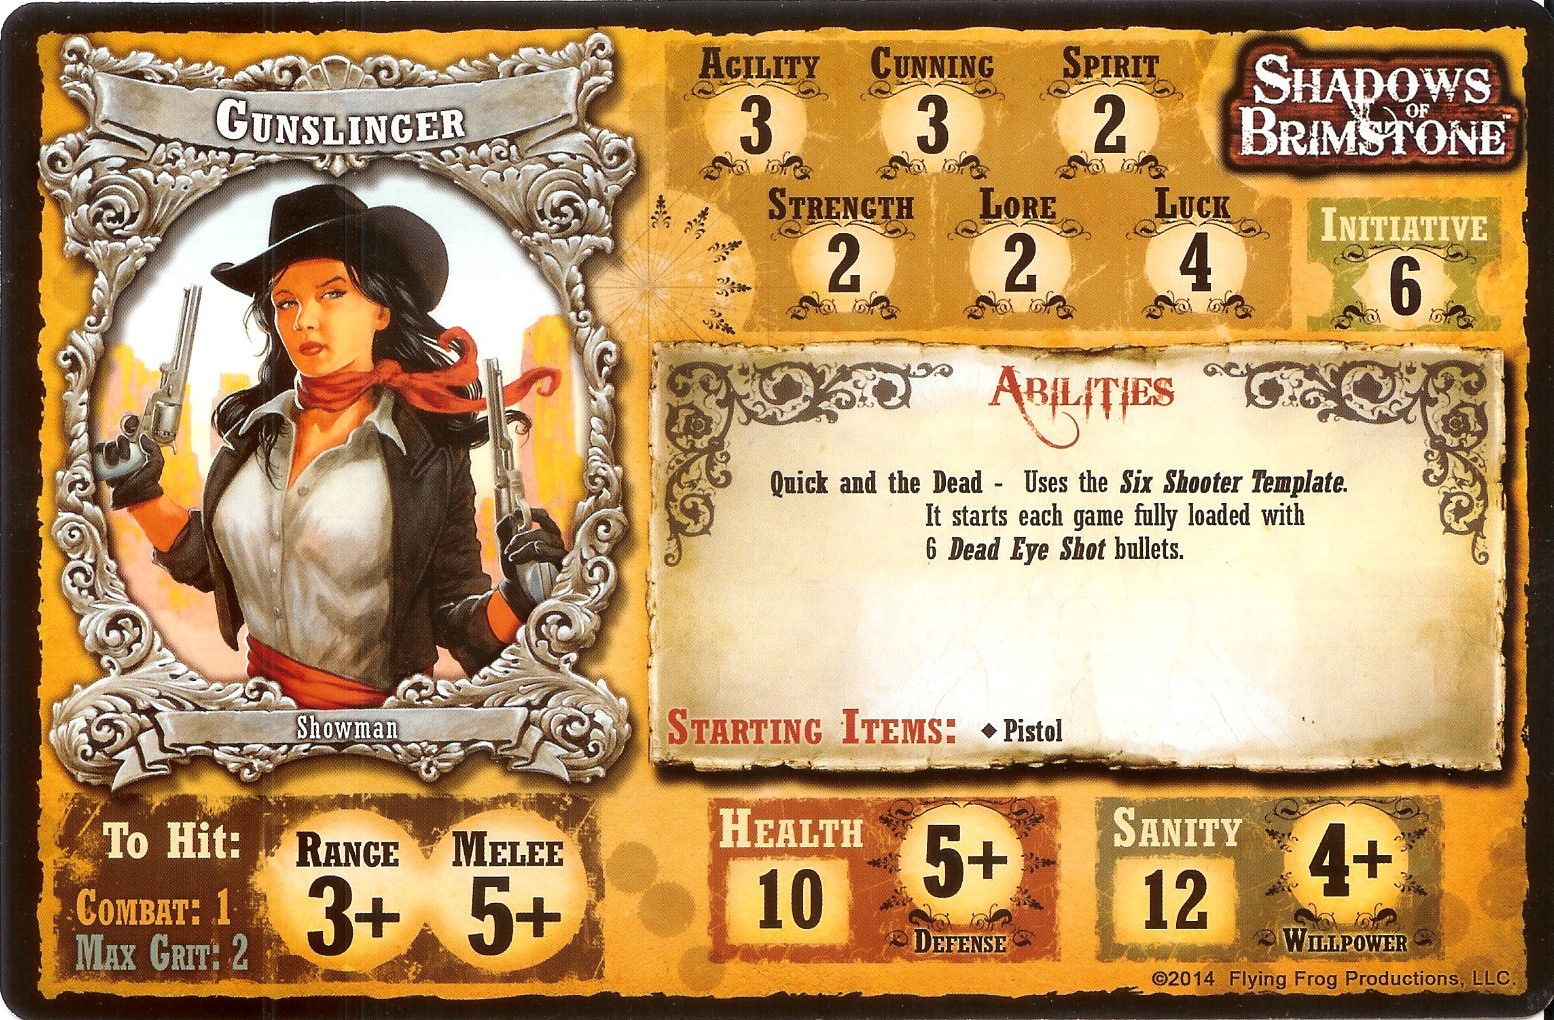 GUNSLINGER
Showman
AGILITY
3
CUNNING
3
SPIRIT
2
SHADOWS
OF
BRIMSTONE™
STRENGTH
2
LORE
2
LUCK
4
INITIATIVE
6
ABILITIES
Quick and the Dead - Uses the Six Shooter Template.
It starts each game fully loaded with
6 Dead Eye Shot bullets.
STARTING ITEMS: ◆ Pistol
TO HIT:
COMBAT: 1
MAX GRIT: 2
RANGE
3+
MELEE
5+
HEALTH
10
5+
DEFENSE
SANITY
12
4+
WILLPOWER
©2014 Flying Frog Productions, LLC.